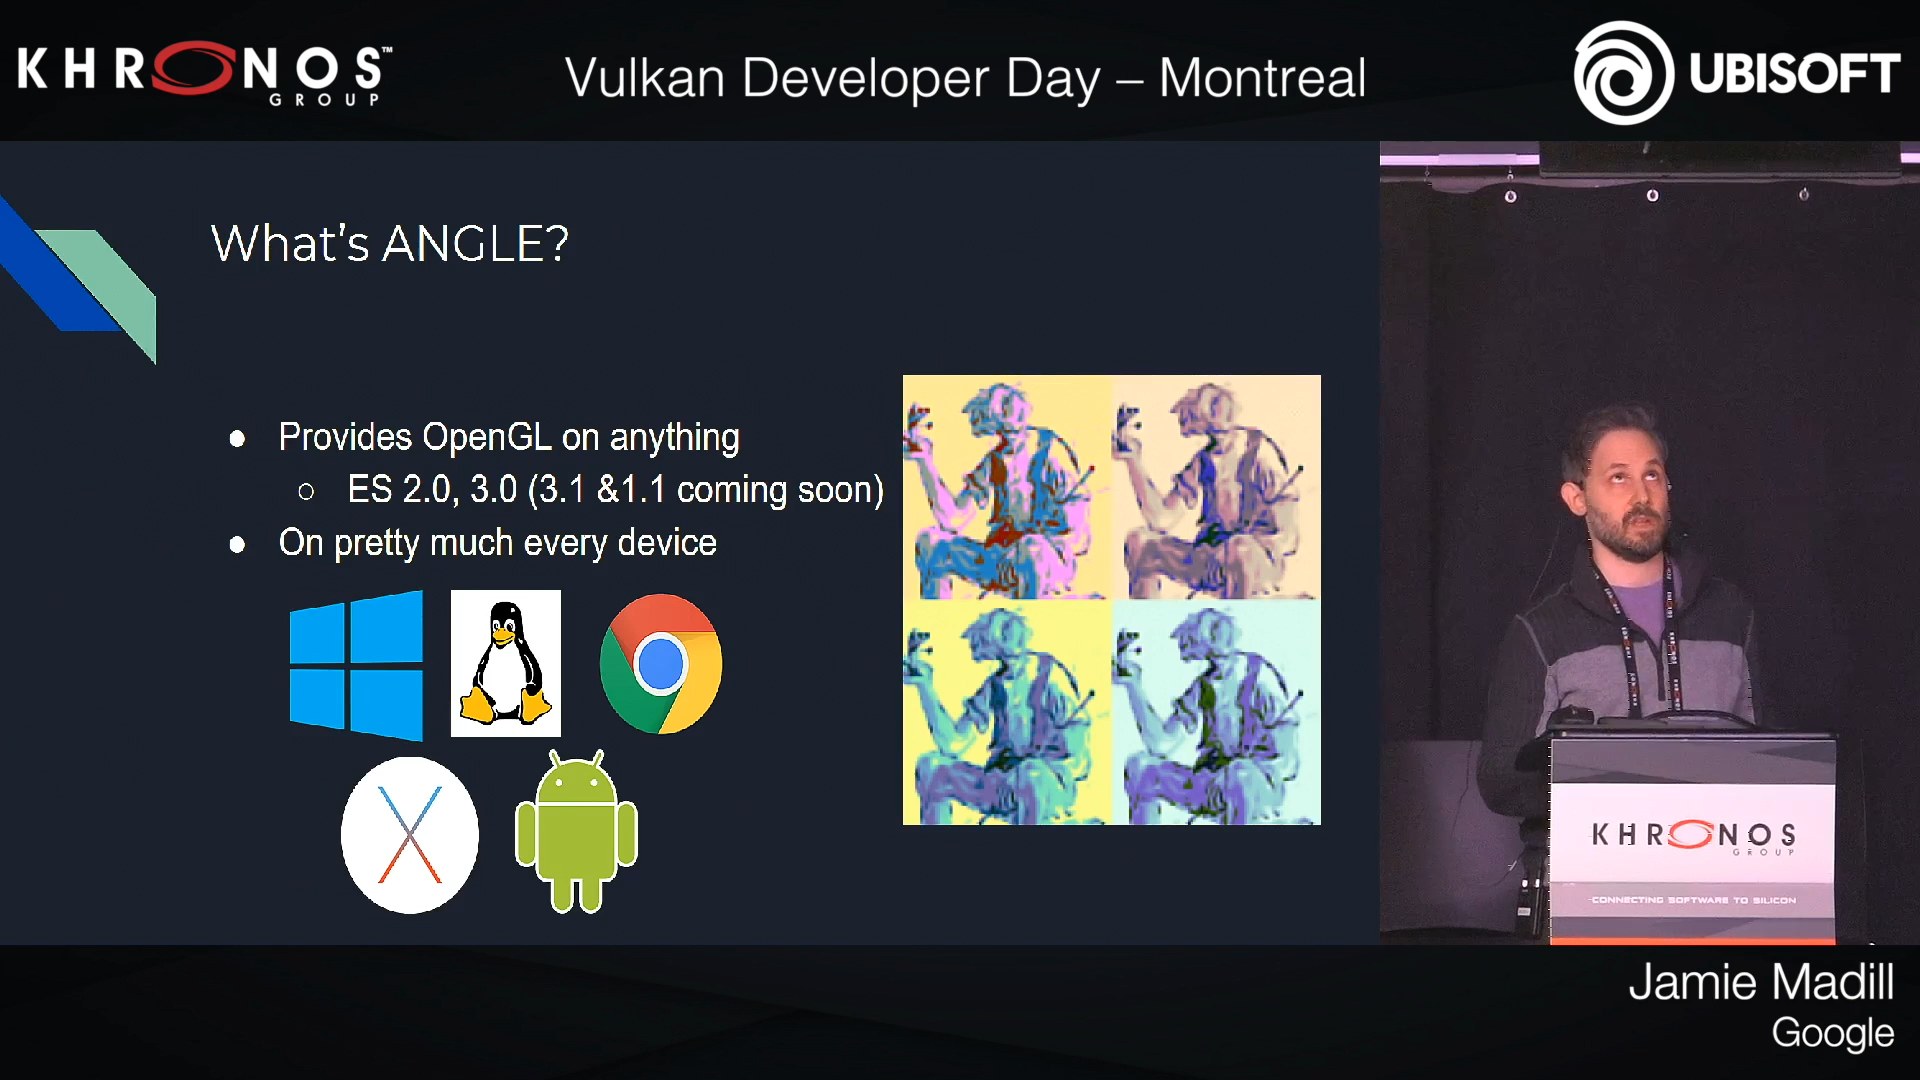 KHRONOS™
GROUP
Vulkan Developer Day – Montreal
UBISOFT
What's ANGLE?
● Provides OpenGL on anything
○ ES 2.0, 3.0 (3.1 &1.1 coming soon)
● On pretty much every device
KHRONOS
GROUP
CONNECTING SOFTWARE TO SILICON
Jamie Madill
Google